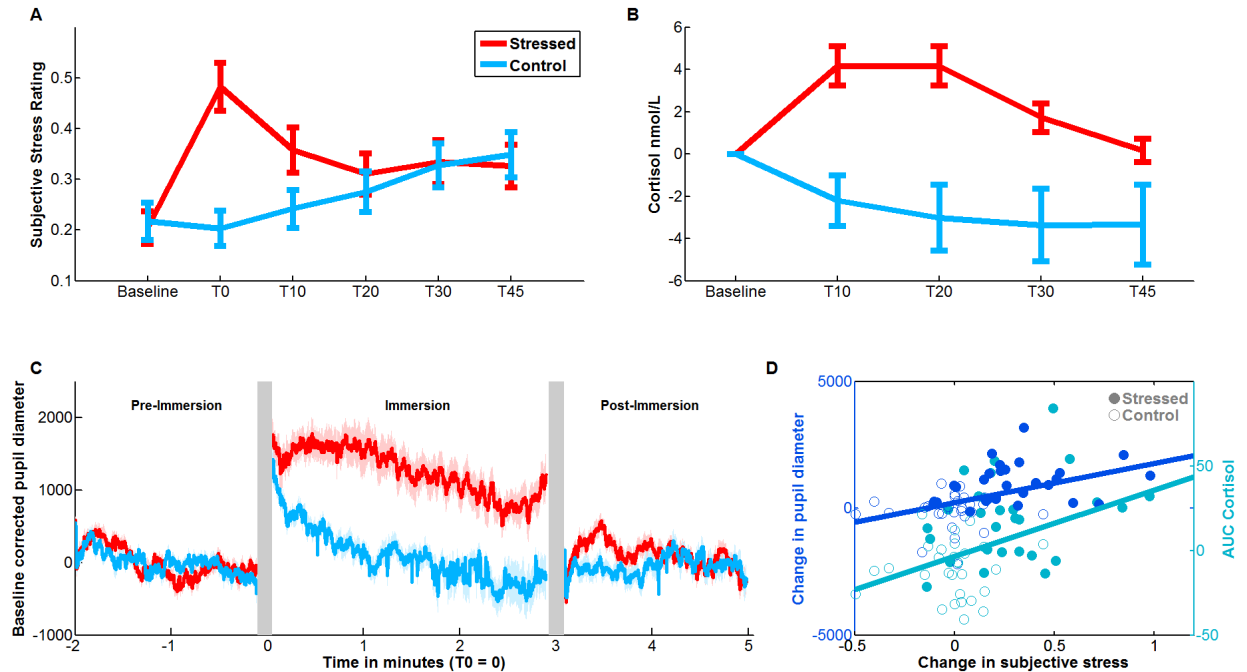 A
Subjective Stress Rating
0.5
0.4
0.3
0.2
0.1
Baseline T0 T10 T20 T30 T45
Stressed
Control
B
Cortisol nmol/L
6
4
2
0
-2
-4
-6
Baseline T10 T20 T30 T45
C
Baseline corrected pupil diameter
2000
1000
0
-1000
Pre-Immersion Immersion Post-Immersion
-2 -1 0 1 2 3 4 5
Time in minutes (T0 = 0)
D
Change in pupil diameter
5000
0
-5000
Stressed
Control
50
0
-50
AUC Cortisol
-0.5 0 0.5 1
Change in subjective stress